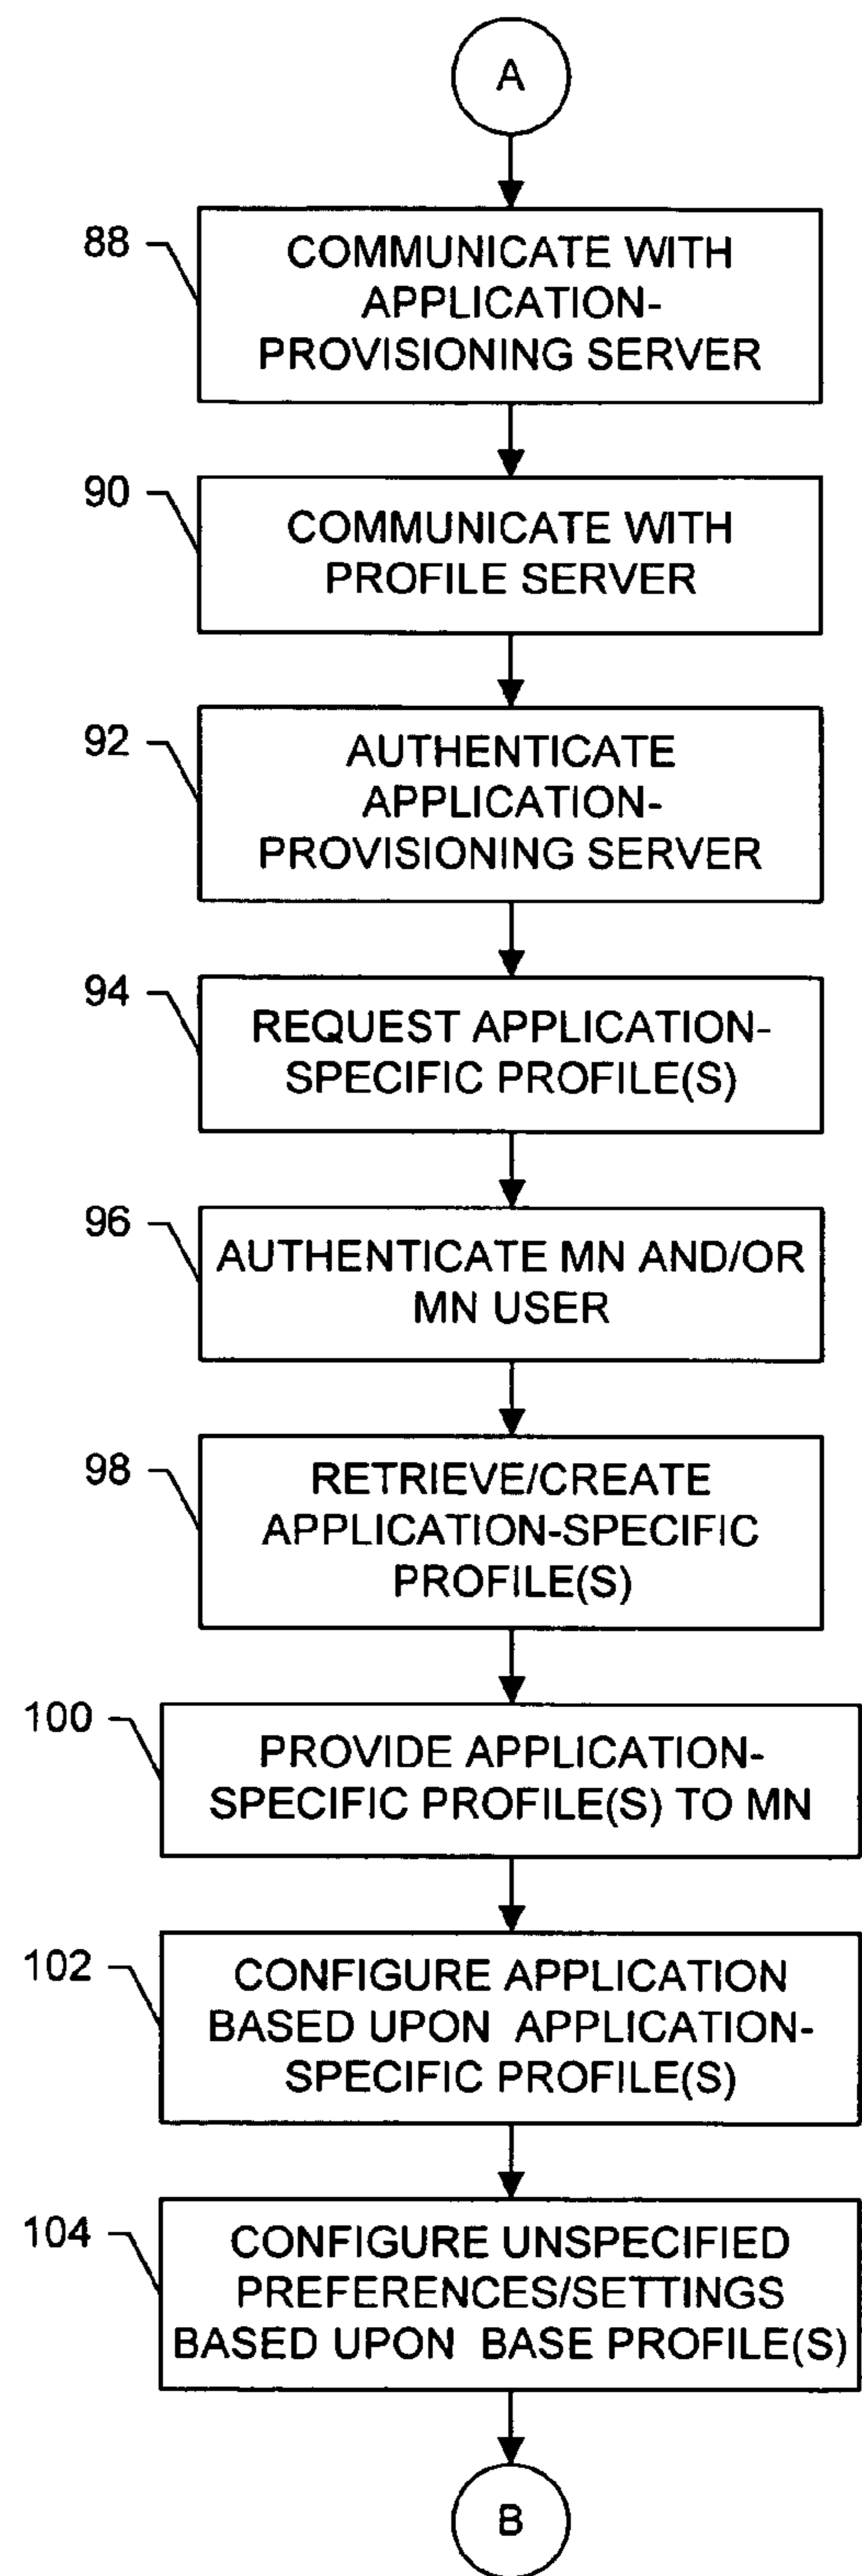 A
88
COMMUNICATE WITH
APPLICATION-
PROVISIONING SERVER
90
COMMUNICATE WITH
PROFILE SERVER
92
AUTHENTICATE
APPLICATION-
PROVISIONING SERVER
94
REQUEST APPLICATION-
SPECIFIC PROFILE(S)
96
AUTHENTICATE MN AND/OR
MN USER
98
RETRIEVE/CREATE
APPLICATION-SPECIFIC
PROFILE(S)
100
PROVIDE APPLICATION-
SPECIFIC PROFILE(S) TO MN
102
CONFIGURE APPLICATION
BASED UPON APPLICATION-
SPECIFIC PROFILE(S)
104
CONFIGURE UNSPECIFIED
PREFERENCES/SETTINGS
BASED UPON BASE PROFILE(S)
B